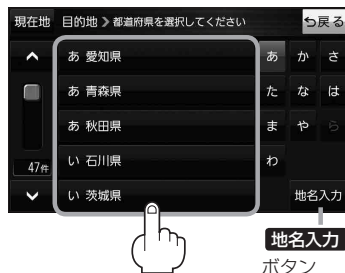 現在地 目的地 》都道府県を選択してください 戻る
あ 愛知県 あ か さ
あ 青森県 た な は
あ 秋田県 ま や ら
い 石川県 わ
47件
い 茨城県 地名入力
地名入力
ボタン